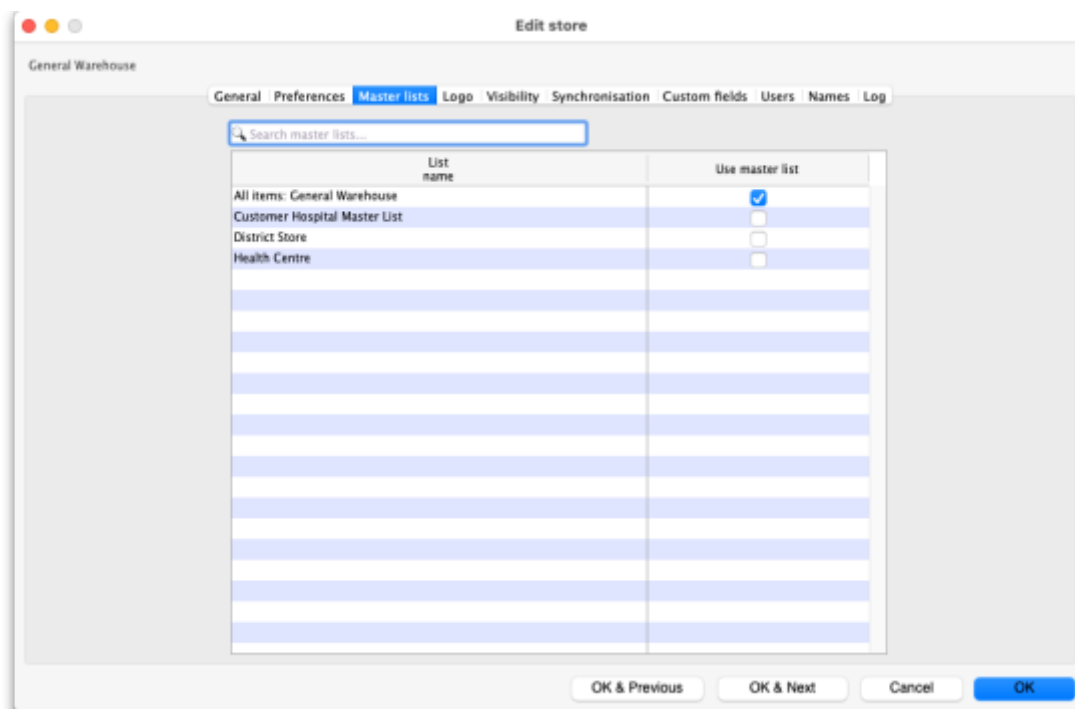 Edit store
General Warehouse
General Preferences Master lists Logo Visibility Synchronisation Custom fields Users Names Log
Search master lists...
List
name
Use master list
All items: General Warehouse
Customer Hospital Master List
District Store
Health Centre
OK & Previous OK & Next Cancel OK